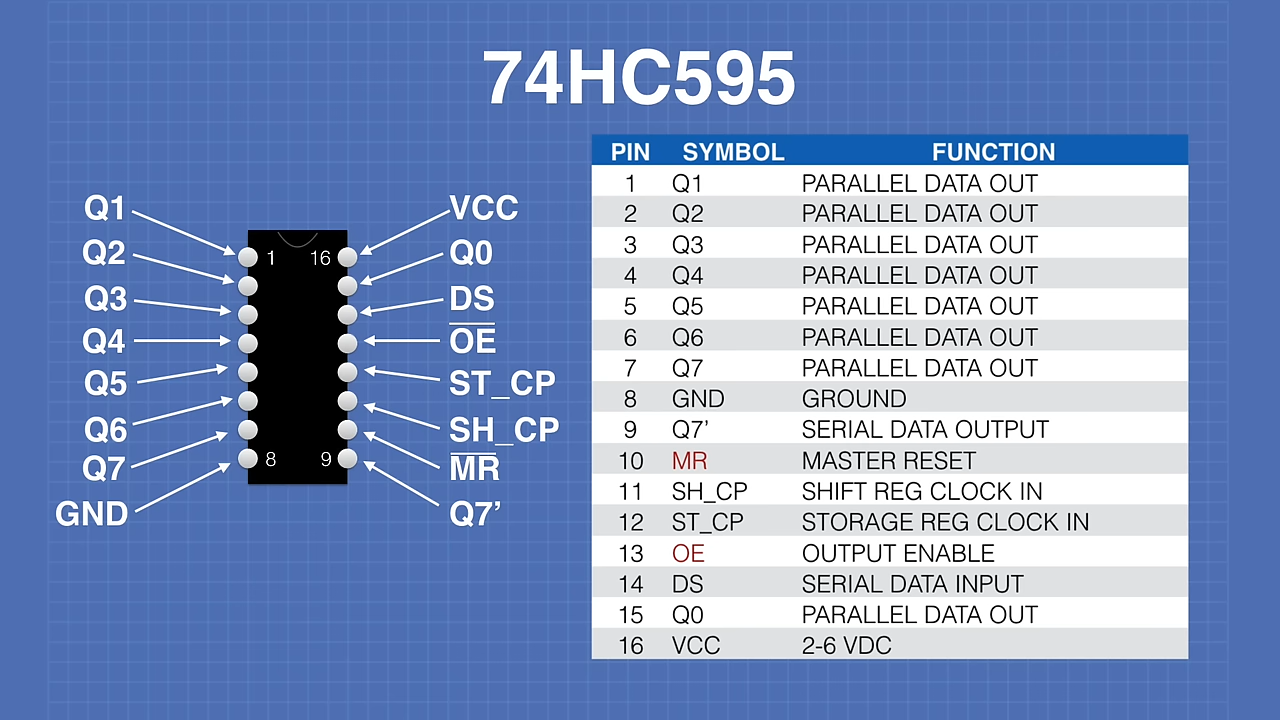 74HC595
Q1
Q2
Q3
Q4
Q5
Q6
Q7
GND
1 16
8 9
VCC
Q0
DS
O̅E̅
ST_CP
SH_CP
M̅R̅
Q7’
PIN SYMBOL FUNCTION
1 Q1 PARALLEL DATA OUT
2 Q2 PARALLEL DATA OUT
3 Q3 PARALLEL DATA OUT
4 Q4 PARALLEL DATA OUT
5 Q5 PARALLEL DATA OUT
6 Q6 PARALLEL DATA OUT
7 Q7 PARALLEL DATA OUT
8 GND GROUND
9 Q7’ SERIAL DATA OUTPUT
10 MR MASTER RESET
11 SH_CP SHIFT REG CLOCK IN
12 ST_CP STORAGE REG CLOCK IN
13 OE OUTPUT ENABLE
14 DS SERIAL DATA INPUT
15 Q0 PARALLEL DATA OUT
16 VCC 2-6 VDC